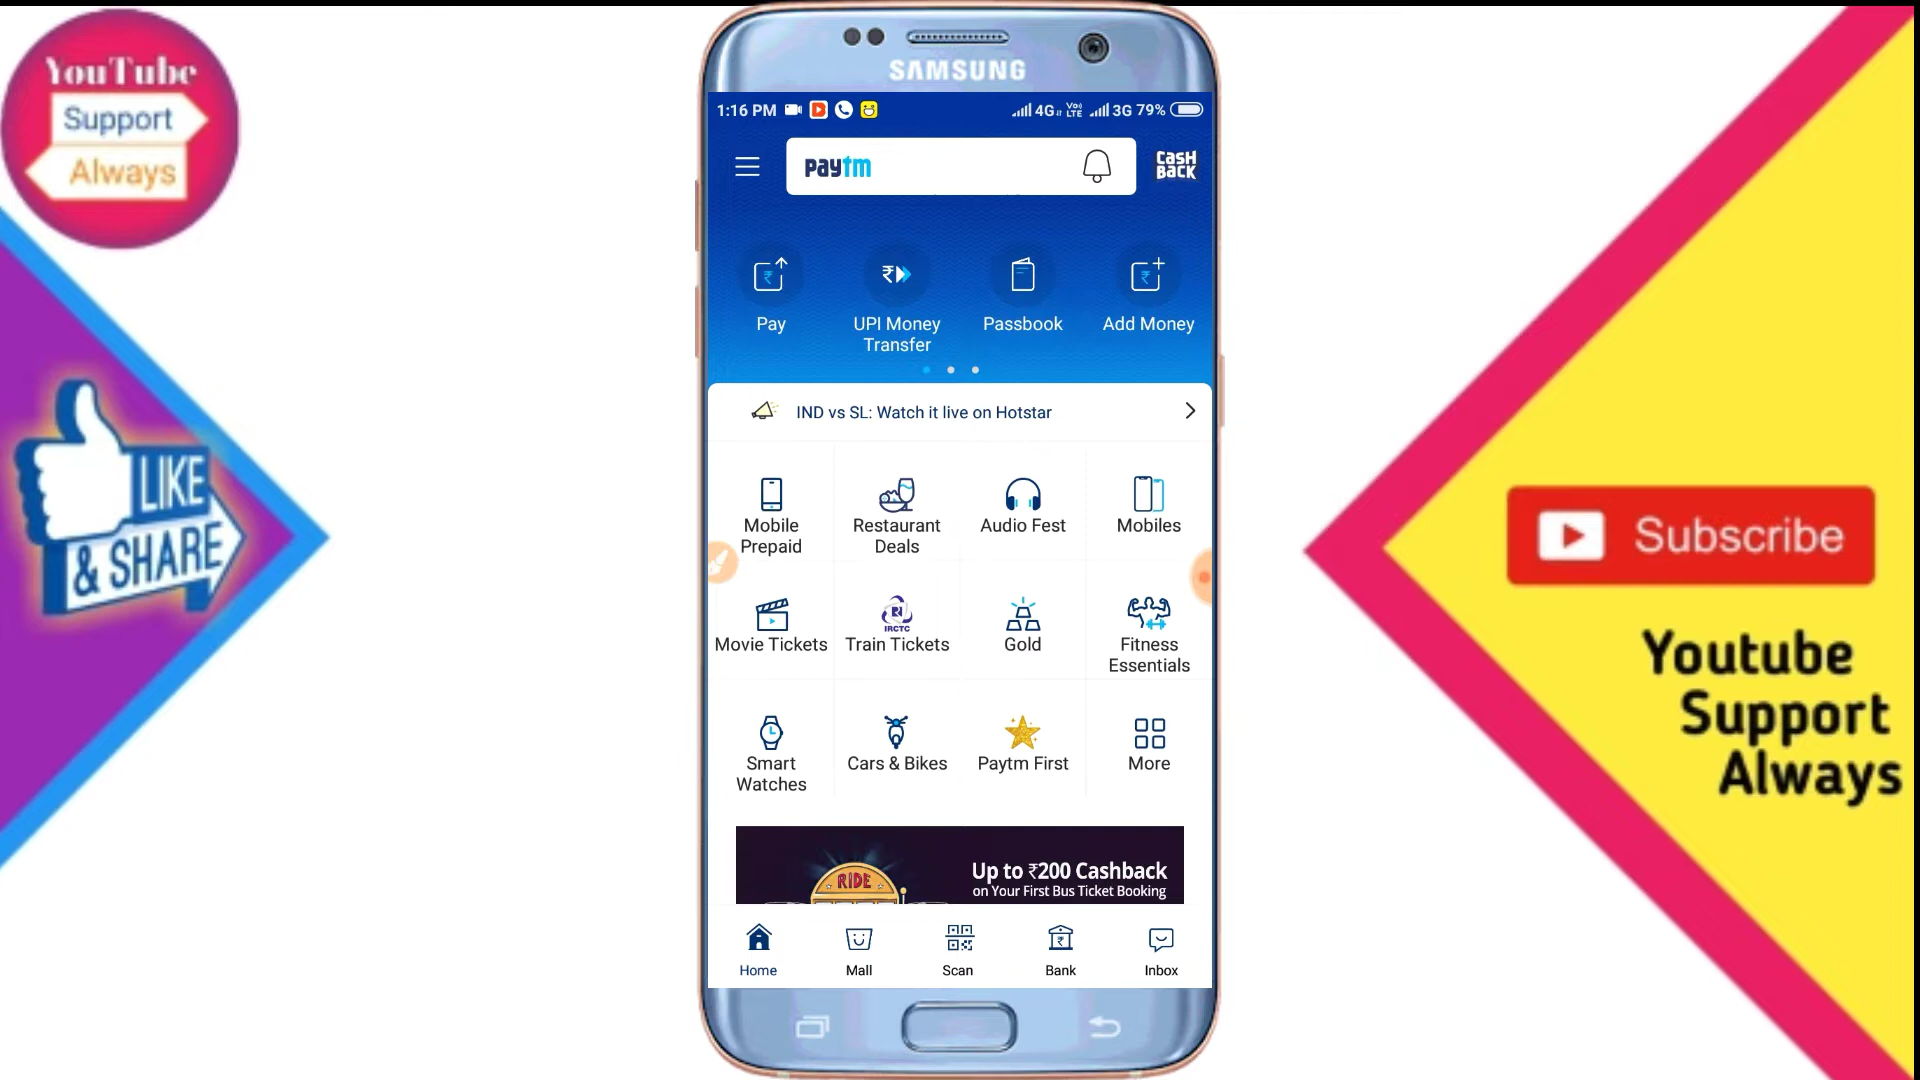 YouTube
Support
Always
LIKE
& SHARE
SAMSUNG
1:16 PM
4G VoLTE 3G 79%
paytm
CASH
BACK
Pay
UPI Money
Transfer
Passbook
Add Money
IND vs SL: Watch it live on Hotstar
Mobile
Prepaid
Restaurant
Deals
Audio Fest
Mobiles
Movie Tickets
IRCTC
Train Tickets
Gold
Fitness
Essentials
Smart
Watches
Cars & Bikes
Paytm First
More
RIDE
Up to ₹200 Cashback
on Your First Bus Ticket Booking
Home
Mall
Scan
Bank
Inbox
Subscribe
Youtube
Support
Always